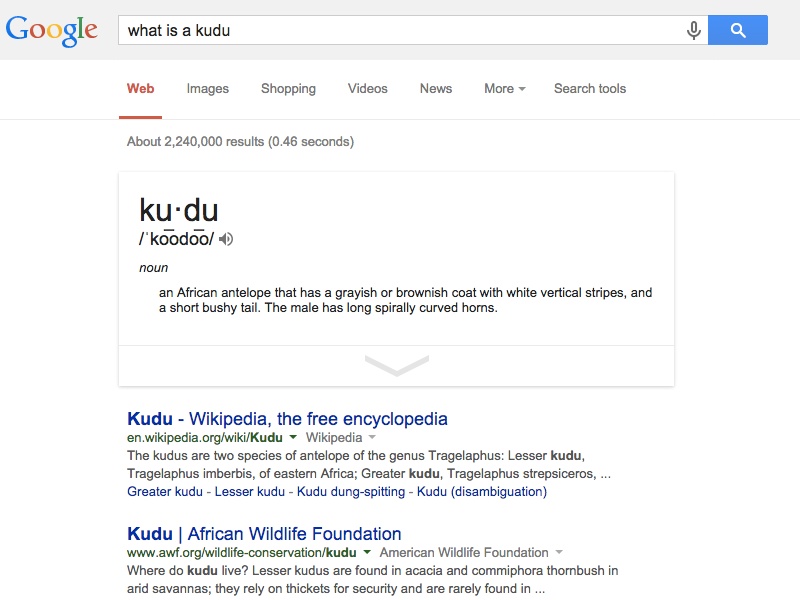 Google
what is a kudu
Web Images Shopping Videos News More Search tools
About 2,240,000 results (0.46 seconds)
ku·du
/ˈko͞odo͞o/
noun
an African antelope that has a grayish or brownish coat with white vertical stripes, and
a short bushy tail. The male has long spirally curved horns.
Kudu - Wikipedia, the free encyclopedia
en.wikipedia.org/wiki/Kudu Wikipedia
The kudus are two species of antelope of the genus Tragelaphus: Lesser kudu,
Tragelaphus imberbis, of eastern Africa; Greater kudu, Tragelaphus strepsiceros, ...
Greater kudu - Lesser kudu - Kudu dung-spitting - Kudu (disambiguation)
Kudu | African Wildlife Foundation
www.awf.org/wildlife-conservation/kudu American Wildlife Foundation
Where do kudu live? Lesser kudus are found in acacia and commiphora thornbush in
arid savannas; they rely on thickets for security and are rarely found in ...